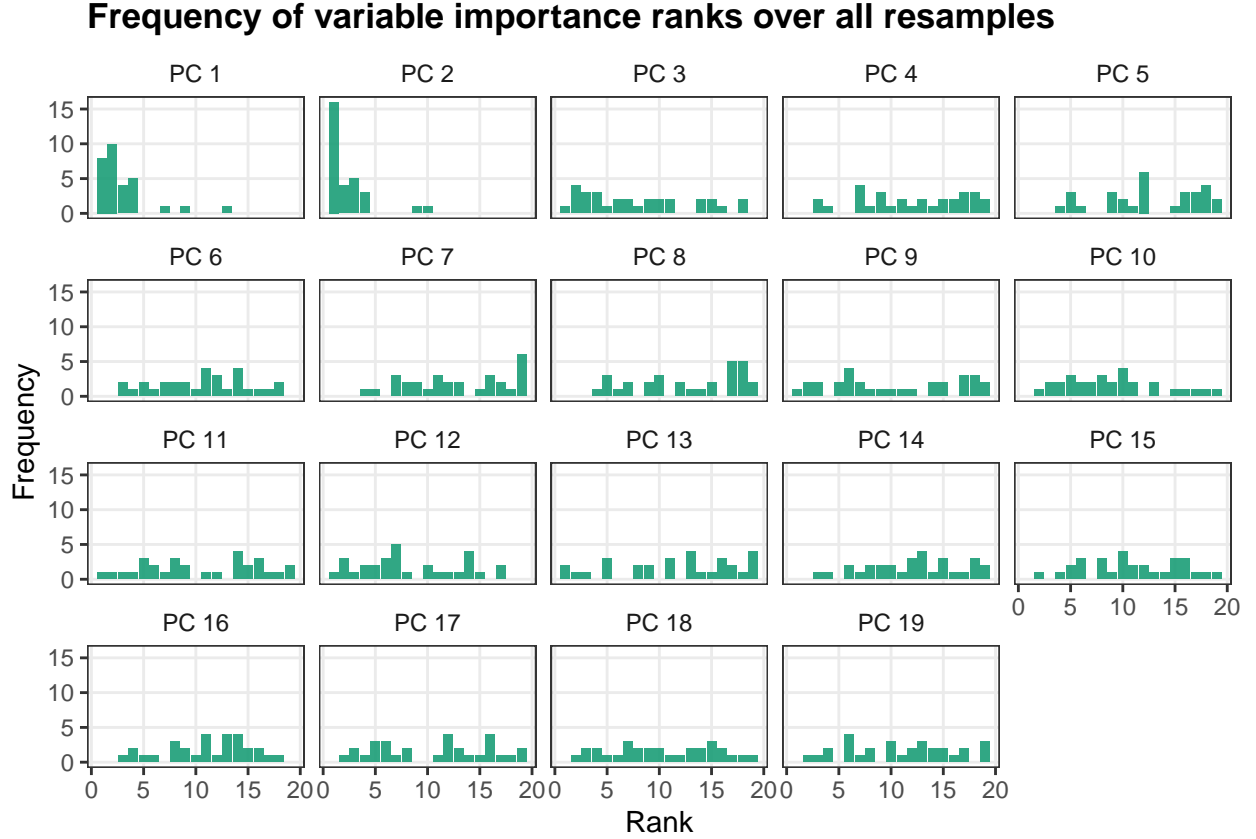 Frequency of variable importance ranks over all resamples
PC 1 PC 2 PC 3 PC 4 PC 5
15
10
5
0
PC 6 PC 7 PC 8 PC 9 PC 10
15
10
5
0
Frequency
PC 11 PC 12 PC 13 PC 14 PC 15
15
10
5
0
0 5 10 15 20
PC 16 PC 17 PC 18 PC 19
15
10
5
0
0 5 10 15 20 0 5 10 15 20 0 5 10 15 20 0 5 10 15 20
Rank